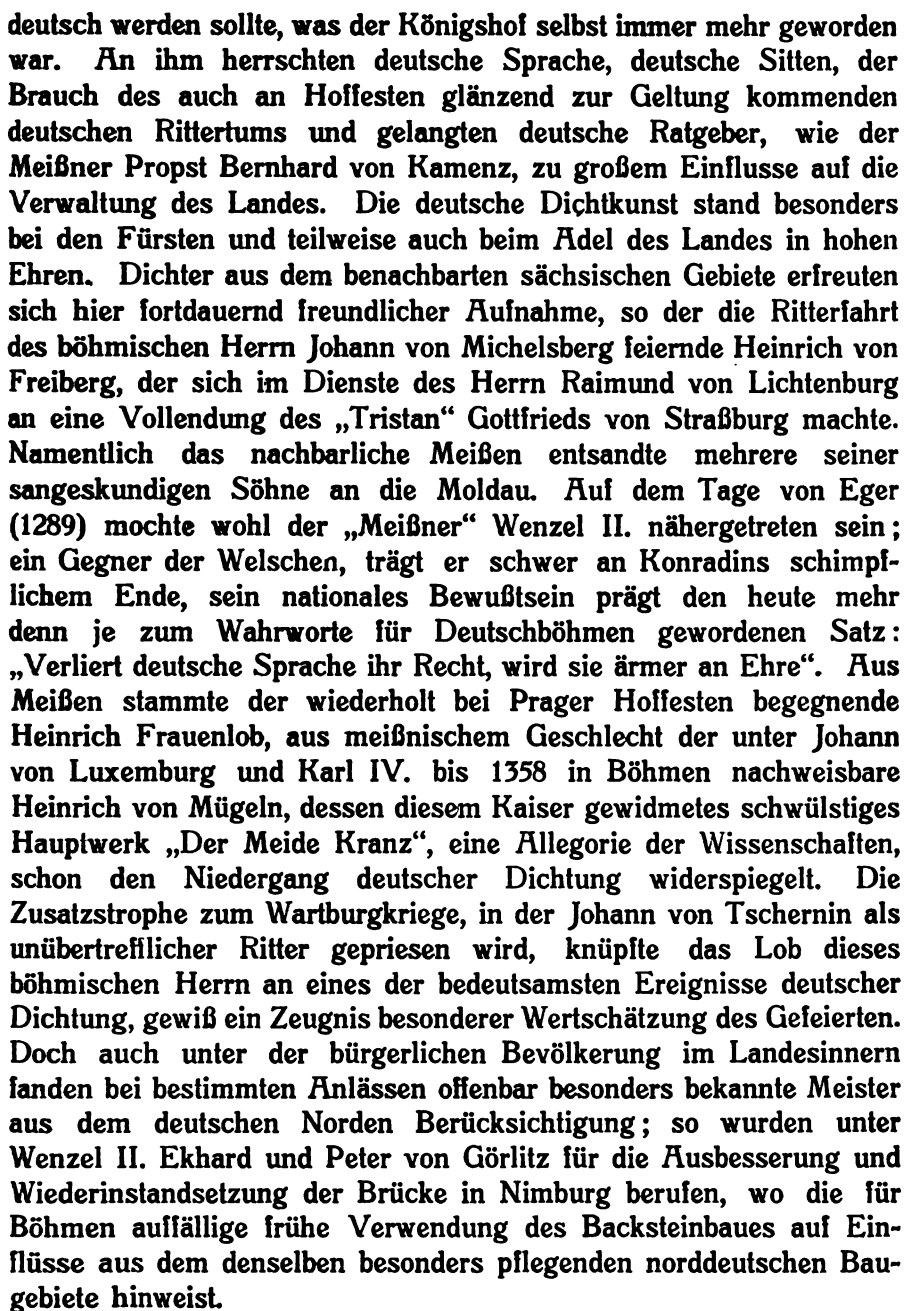 deutsch werden sollte, was der Königshof selbst immer mehr geworden
war. An ihm herrschten deutsche Sprache, deutsche Sitten, der
Brauch des auch an Hoffesten glänzend zur Geltung kommenden
deutschen Rittertums und gelangten deutsche Ratgeber, wie der
Meißner Propst Bernhard von Kamenz, zu großem Einflusse auf die
Verwaltung des Landes. Die deutsche Dichtkunst stand besonders
bei den Fürsten und teilweise auch beim Adel des Landes in hohen
Ehren. Dichter aus dem benachbarten sächsischen Gebiete erfreuten
sich hier fortdauernd freundlicher Aufnahme, so der die Ritterfahrt
des böhmischen Herrn Johann von Michelsberg feiernde Heinrich von
Freiberg, der sich im Dienste des Herrn Raimund von Lichtenburg
an eine Vollendung des „Tristan“ Gottfrieds von Straßburg machte.
Namentlich das nachbarliche Meißen entsandte mehrere seiner
sangeskundigen Söhne an die Moldau. Auf dem Tage von Eger
(1289) mochte wohl der „Meißner“ Wenzel II. nähergetreten sein;
ein Gegner der Welschen, trägt er schwer an Konradins schimpf-
lichem Ende, sein nationales Bewußtsein prägt den heute mehr
denn je zum Wahrworte für Deutschböhmen gewordenen Satz:
„Verliert deutsche Sprache ihr Recht, wird sie ärmer an Ehre“. Aus
Meißen stammte der wiederholt bei Prager Hoffesten begegnende
Heinrich Frauenlob, aus meißnischem Geschlecht der unter Johann
von Luxemburg und Karl IV. bis 1358 in Böhmen nachweisbare
Heinrich von Mügeln, dessen diesem Kaiser gewidmetes schwülstiges
Hauptwerk „Der Meide Kranz“, eine Allegorie der Wissenschaften,
schon den Niedergang deutscher Dichtung widerspiegelt. Die
Zusatzstrophe zum Wartburgkriege, in der Johann von Tschernin als
unübertrefflicher Ritter gepriesen wird, knüpfte das Lob dieses
böhmischen Herrn an eines der bedeutsamsten Ereignisse deutscher
Dichtung, gewiß ein Zeugnis besonderer Wertschätzung des Gefeierten.
Doch auch unter der bürgerlichen Bevölkerung im Landesinnern
fanden bei bestimmten Anlässen offenbar besonders bekannte Meister
aus dem deutschen Norden Berücksichtigung; so wurden unter
Wenzel II. Ekhard und Peter von Görlitz für die Ausbesserung und
Wiederinstandsetzung der Brücke in Nimburg berufen, wo die für
Böhmen auffällige frühe Verwendung des Backsteinbaues auf Ein-
flüsse aus dem denselben besonders pflegenden norddeutschen Bau-
gebiete hinweist.